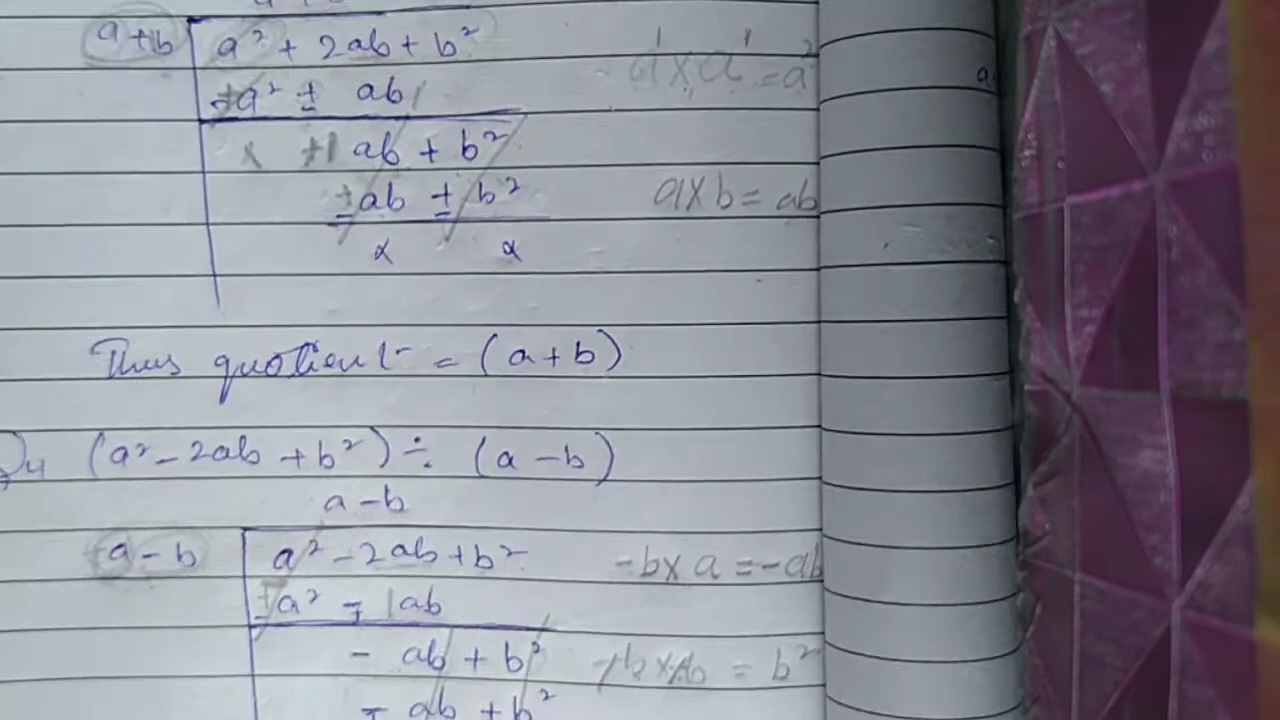 a+b a² + 2ab + b²
a × a = a²
±a² ± ab
× +1ab + b²
±ab ± b² a×b = ab
× ×
Thus quotient = (a+b)
(a² - 2ab + b²) ÷ (a - b)
a - b
a - b a² - 2ab + b² -b × a = -ab
±a² ∓ 1ab
- ab + b² -b × -b = b²
∓ ab + b²